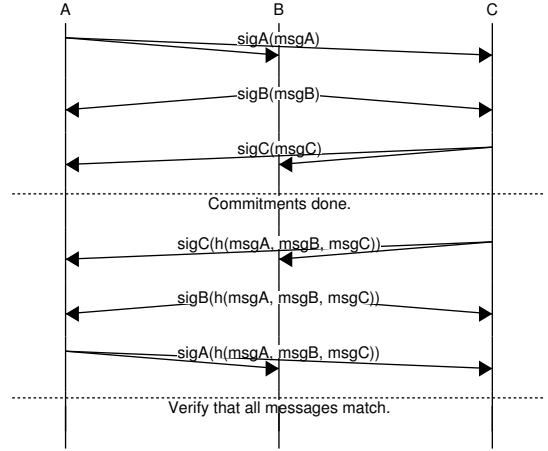 A B C
sigA(msgA)
sigB(msgB)
sigC(msgC)
Commitments done.
sigC(h(msgA, msgB, msgC))
sigB(h(msgA, msgB, msgC))
sigA(h(msgA, msgB, msgC))
Verify that all messages match.